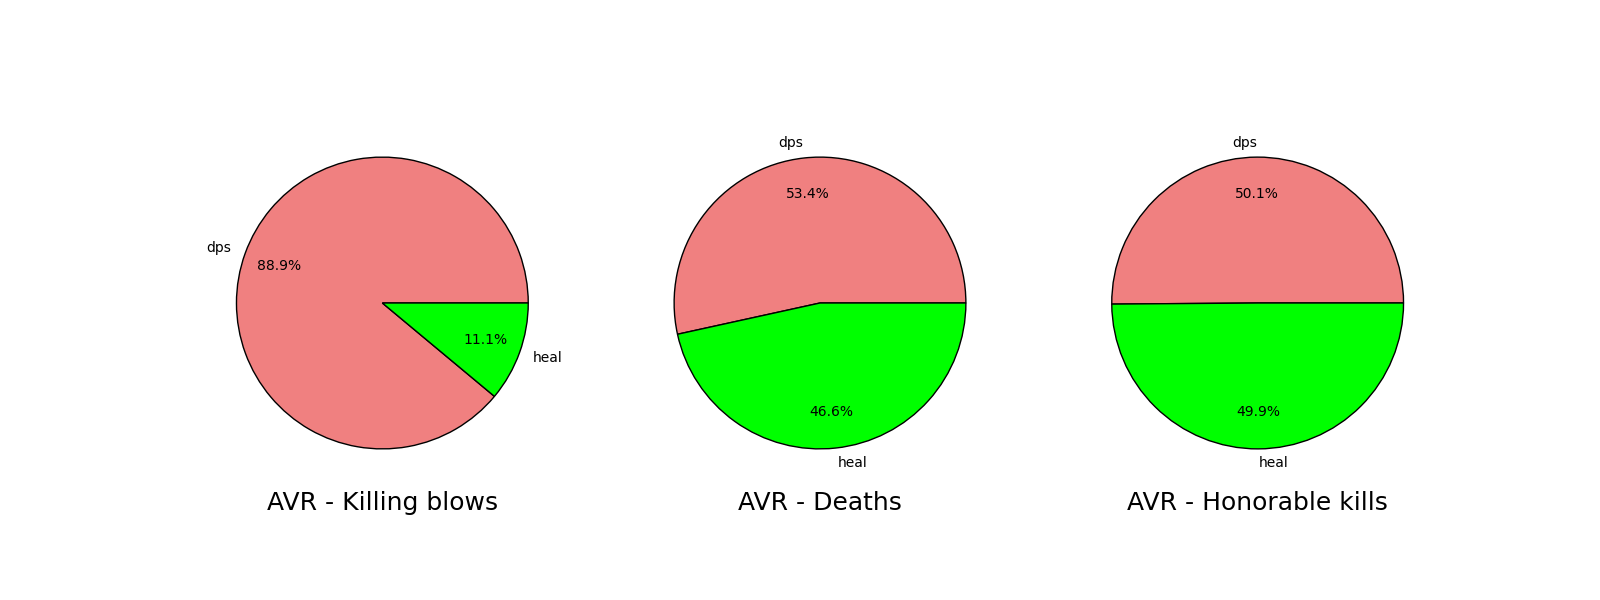 dps
88.9%
11.1%
heal
AVR - Killing blows
dps
53.4%
46.6%
heal
AVR - Deaths
dps
50.1%
49.9%
heal
AVR - Honorable kills